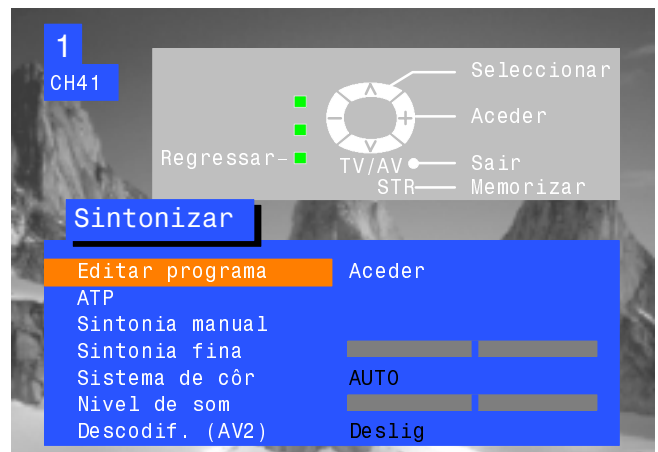 1
CH41
Seleccionar
Aceder
Regressar
TV/AV
Sair
STR
Memorizar
Sintonizar
Editar programa Aceder
ATP
Sintonia manual
Sintonia fina
Sistema de côr AUTO
Nivel de som
Descodif. (AV2) Deslig